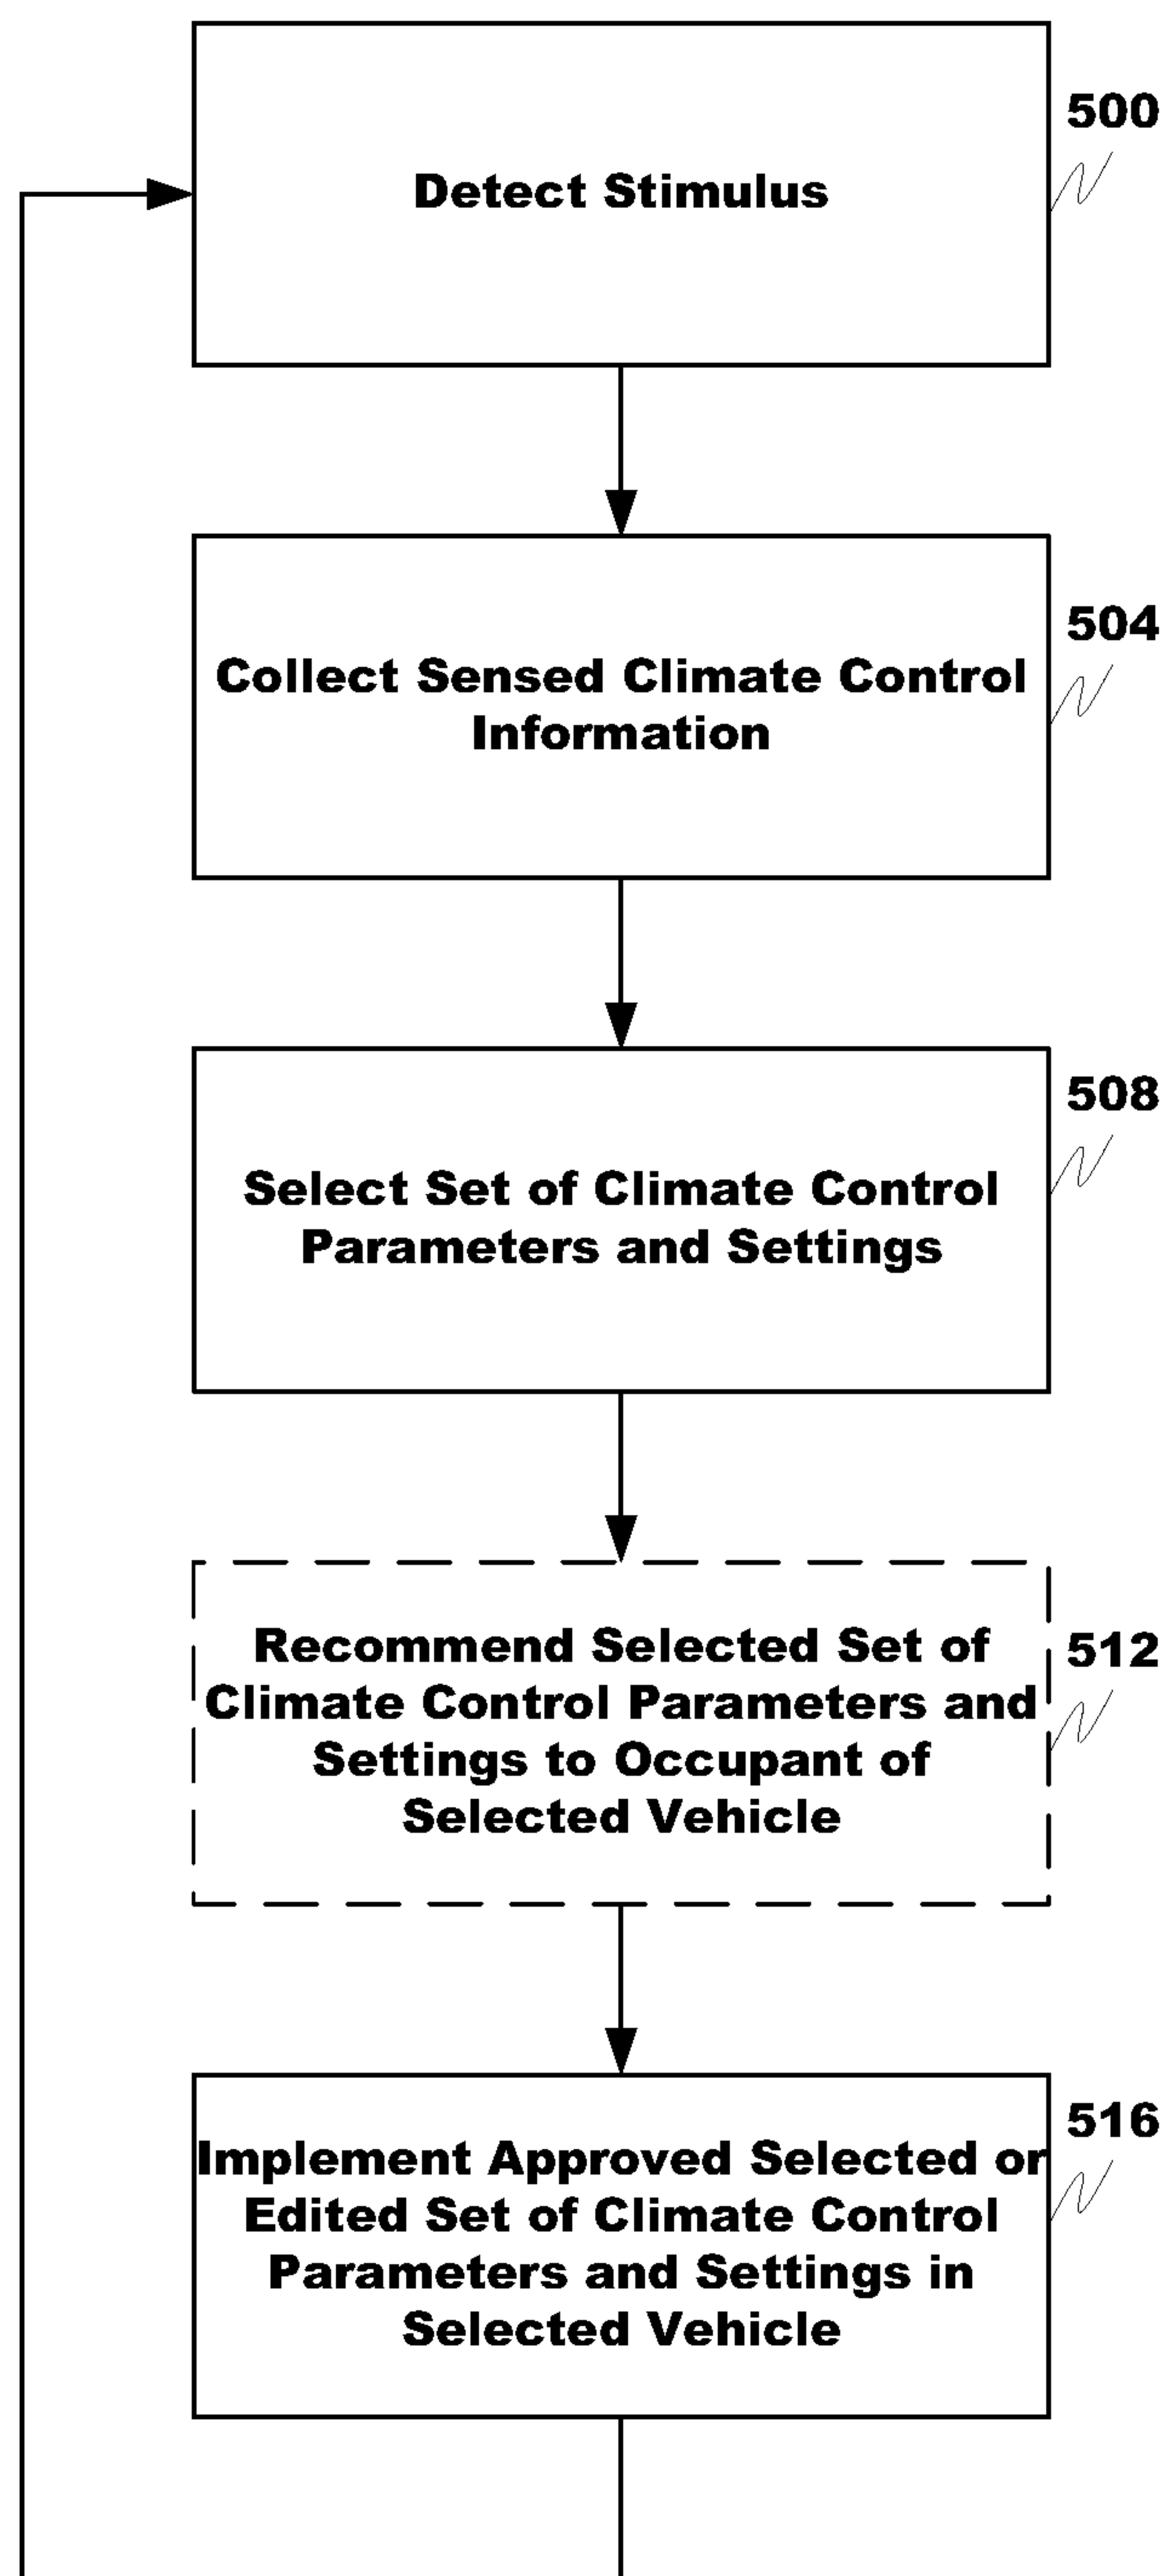 500
Detect Stimulus
504
Collect Sensed Climate Control
Information
508
Select Set of Climate Control
Parameters and Settings
512
Recommend Selected Set of
Climate Control Parameters and
Settings to Occupant of
Selected Vehicle
516
Implement Approved Selected or
Edited Set of Climate Control
Parameters and Settings in
Selected Vehicle